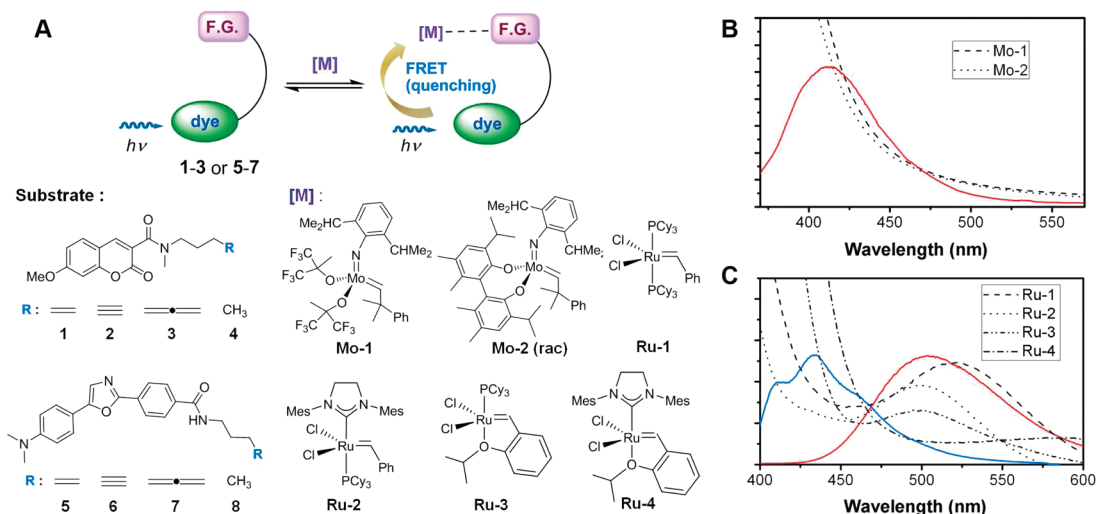 A
F.G.
[M]
dye
hν
1-3 or 5-7
[M]
F.G.
FRET
(quenching)
dye
hν
Substrate :
O
N
MeO
O
O
R
R :
CH3
1
2
3
4
N
O
O
HN
N
R
R :
CH3
5
6
7
8
[M] :
Me2HC
CHMe2
N
F3C
F3C
O
Mo
O
F3C
CF3
Ph
Mo-1
Me2HC
CHMe2
N
O
Mo
O
Ph
Mo-2 (rac)
PCy3
Cl
Ru
Cl
Ph
PCy3
Ru-1
Mes
N
N
Mes
Cl
Ru
Cl
Ph
PCy3
Ru-2
PCy3
Cl
Ru
Cl
O
Ru-3
Mes
N
N
Mes
Cl
Cl
Ru
O
Ru-4
B
Mo-1
Mo-2
400
450
500
550
Wavelength (nm)
C
Ru-1
Ru-2
Ru-3
Ru-4
400
450
500
550
600
Wavelength (nm)